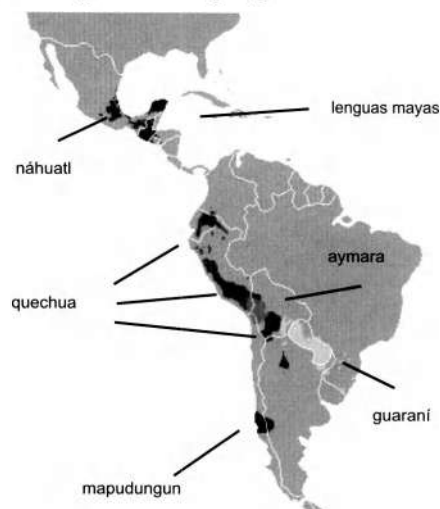 lenguas mayas
náhuatl
aymara
quechua
guaraní
mapudungun